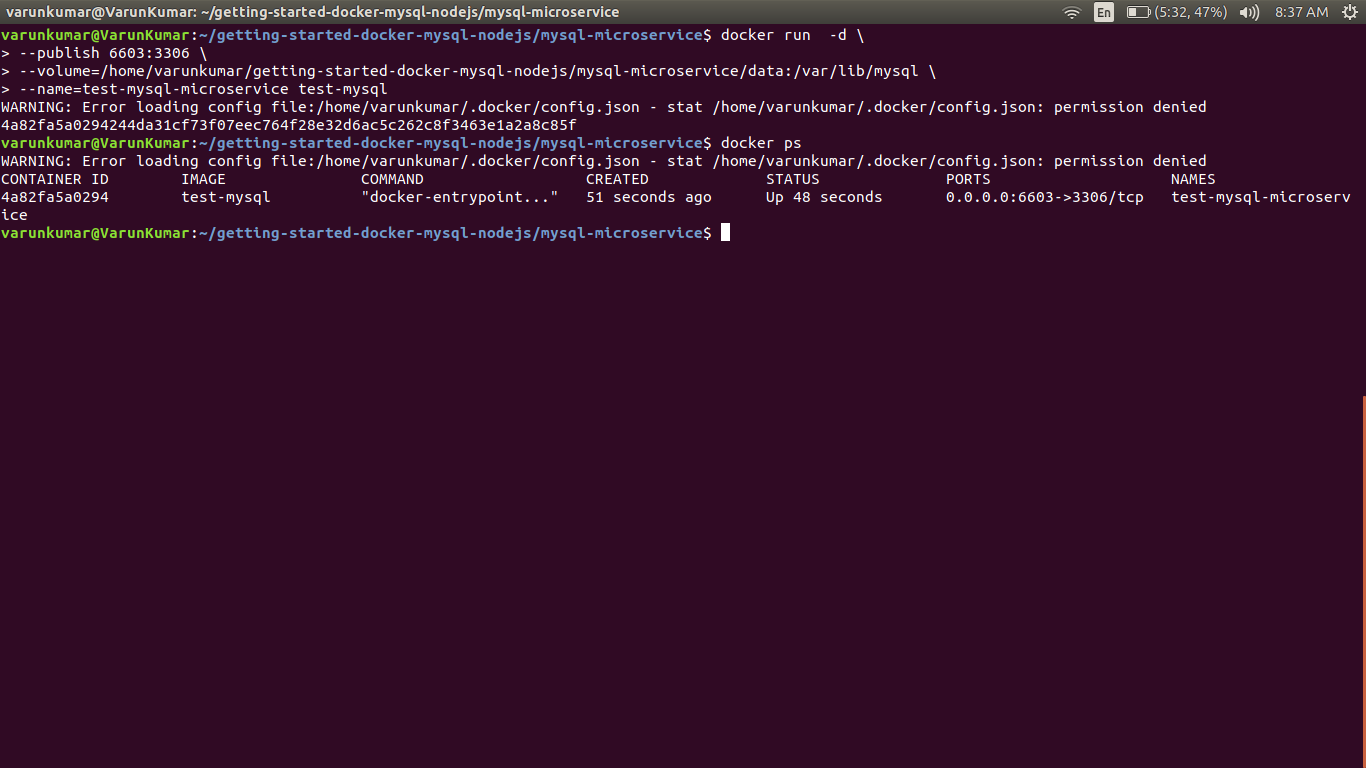 varunkumar@VarunKumar: ~/getting-started-docker-mysql-nodejs/mysql-microservice
En (5:32, 47%) 8:37 AM
varunkumar@VarunKumar:~/getting-started-docker-mysql-nodejs/mysql-microservice$ docker run  -d \
> --publish 6603:3306 \
> --volume=/home/varunkumar/getting-started-docker-mysql-nodejs/mysql-microservice/data:/var/lib/mysql \
> --name=test-mysql-microservice test-mysql
WARNING: Error loading config file:/home/varunkumar/.docker/config.json - stat /home/varunkumar/.docker/config.json: permission denied
4a82fa5a0294244da31cf73f07eec764f28e32d6ac5c262c8f3463e1a2a8c85f
varunkumar@VarunKumar:~/getting-started-docker-mysql-nodejs/mysql-microservice$ docker ps
WARNING: Error loading config file:/home/varunkumar/.docker/config.json - stat /home/varunkumar/.docker/config.json: permission denied
CONTAINER ID        IMAGE               COMMAND                  CREATED             STATUS              PORTS                    NAMES
4a82fa5a0294        test-mysql          "docker-entrypoint..."   51 seconds ago      Up 48 seconds       0.0.0.0:6603->3306/tcp   test-mysql-microserv
ice
varunkumar@VarunKumar:~/getting-started-docker-mysql-nodejs/mysql-microservice$